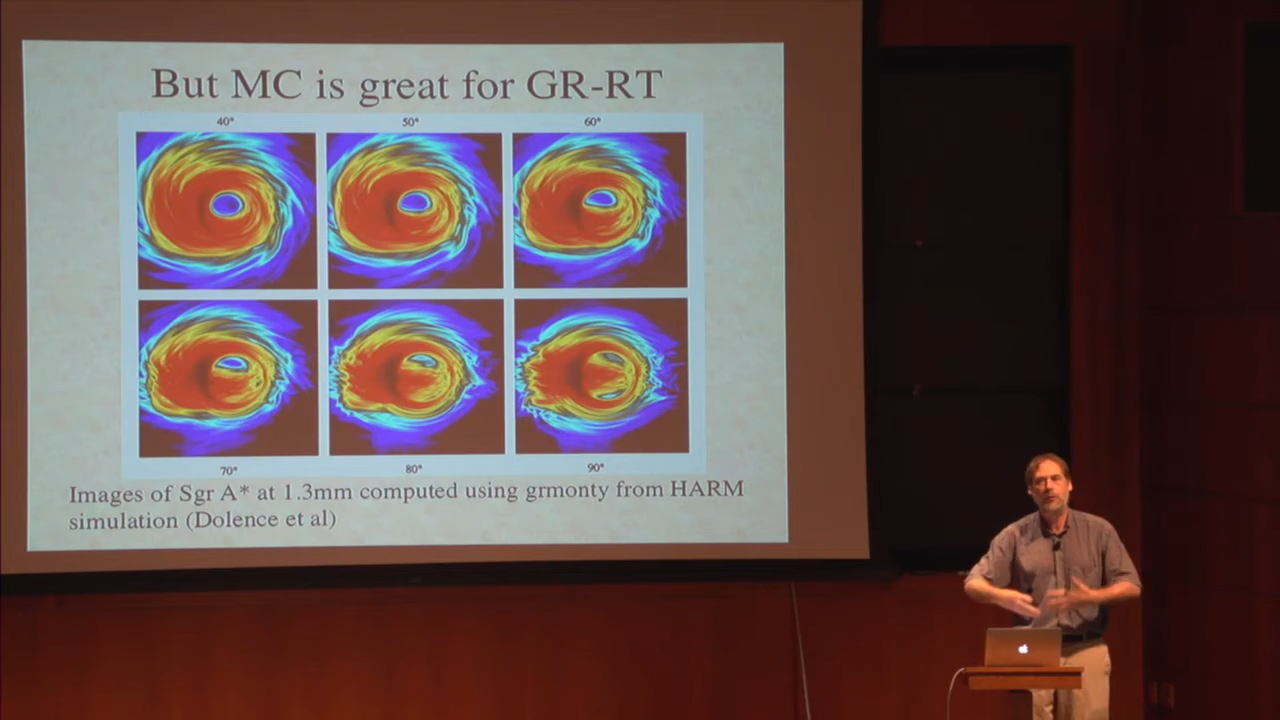 But MC is great for GR-RT
40° 50° 60°
70° 80° 90°
Images of Sgr A* at 1.3mm computed using grmonty from HARM
simulation (Dolence et al)